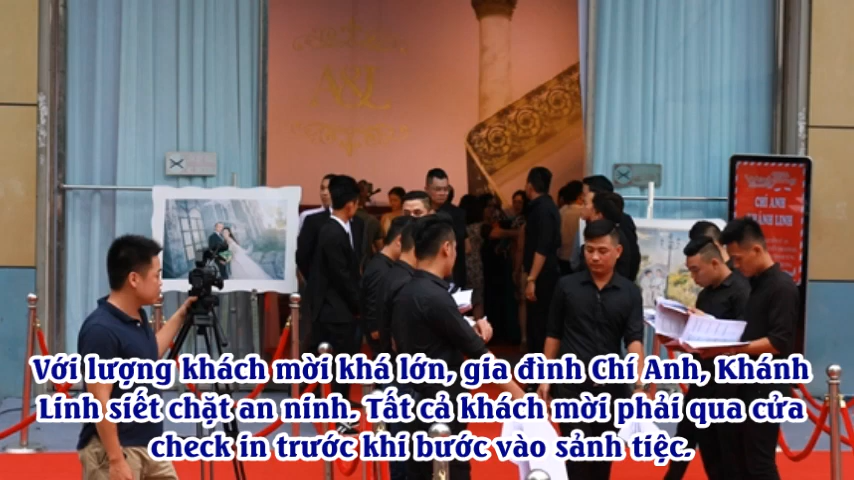 A&L
CHÍ ANH
KHÁNH LINH
Với lượng khách mời khá lớn, gia đình Chí Anh, Khánh
Linh siết chặt an ninh. Tất cả khách mời phải qua cửa
check in trước khi bước vào sảnh tiệc.